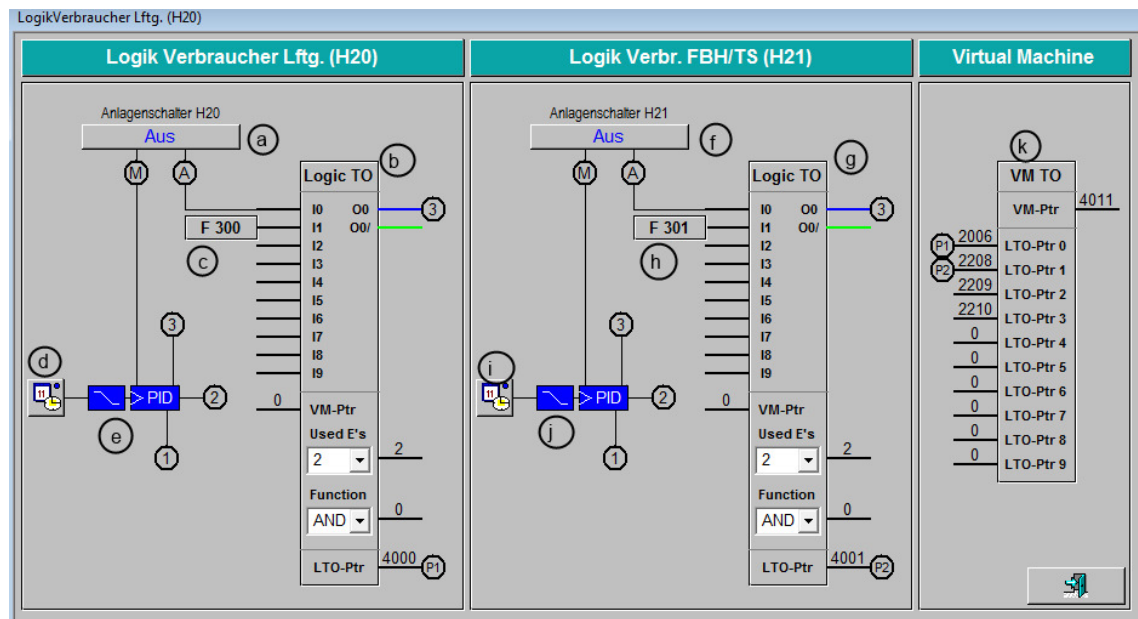 LogikVerbraucher Lftg. (H20)
Logik Verbraucher Lftg. (H20)
Anlagenschalter H20
Aus
a
M
A
b
Logic TO
I0 O0
3
F 300
I1 O0/
c
I2
I3
I4
I5
I6
I7
I8
I9
3
d
11
PID
2
e
1
0
VM-Ptr
Used E's
2
2
Function
AND
0
LTO-Ptr
4000
P1
Logik Verbr. FBH/TS (H21)
Anlagenschalter H21
Aus
f
M
A
g
Logic TO
I0 O0
3
F 301
I1 O0/
h
I2
I3
I4
I5
I6
I7
I8
I9
3
i
11
PID
2
j
1
0
VM-Ptr
Used E's
2
2
Function
AND
0
LTO-Ptr
4001
P2
Virtual Machine
k
VM TO
VM-Ptr
4011
P1 2006 LTO-Ptr 0
P2 2208 LTO-Ptr 1
2209 LTO-Ptr 2
2210 LTO-Ptr 3
0 LTO-Ptr 4
0 LTO-Ptr 5
0 LTO-Ptr 6
0 LTO-Ptr 7
0 LTO-Ptr 8
0 LTO-Ptr 9